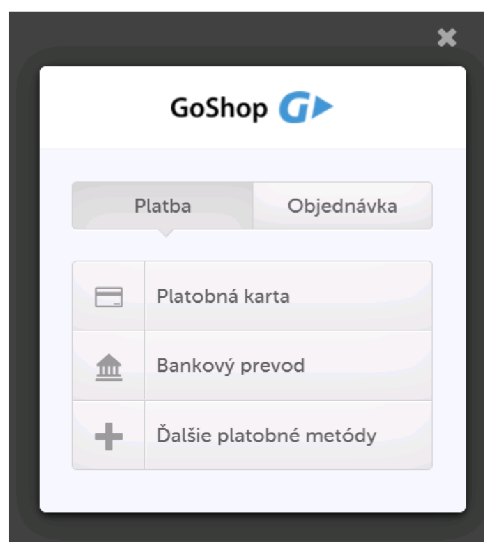 GoShop
Platba
Objednávka
Platobná karta
Bankový prevod
Ďalšie platobné metódy